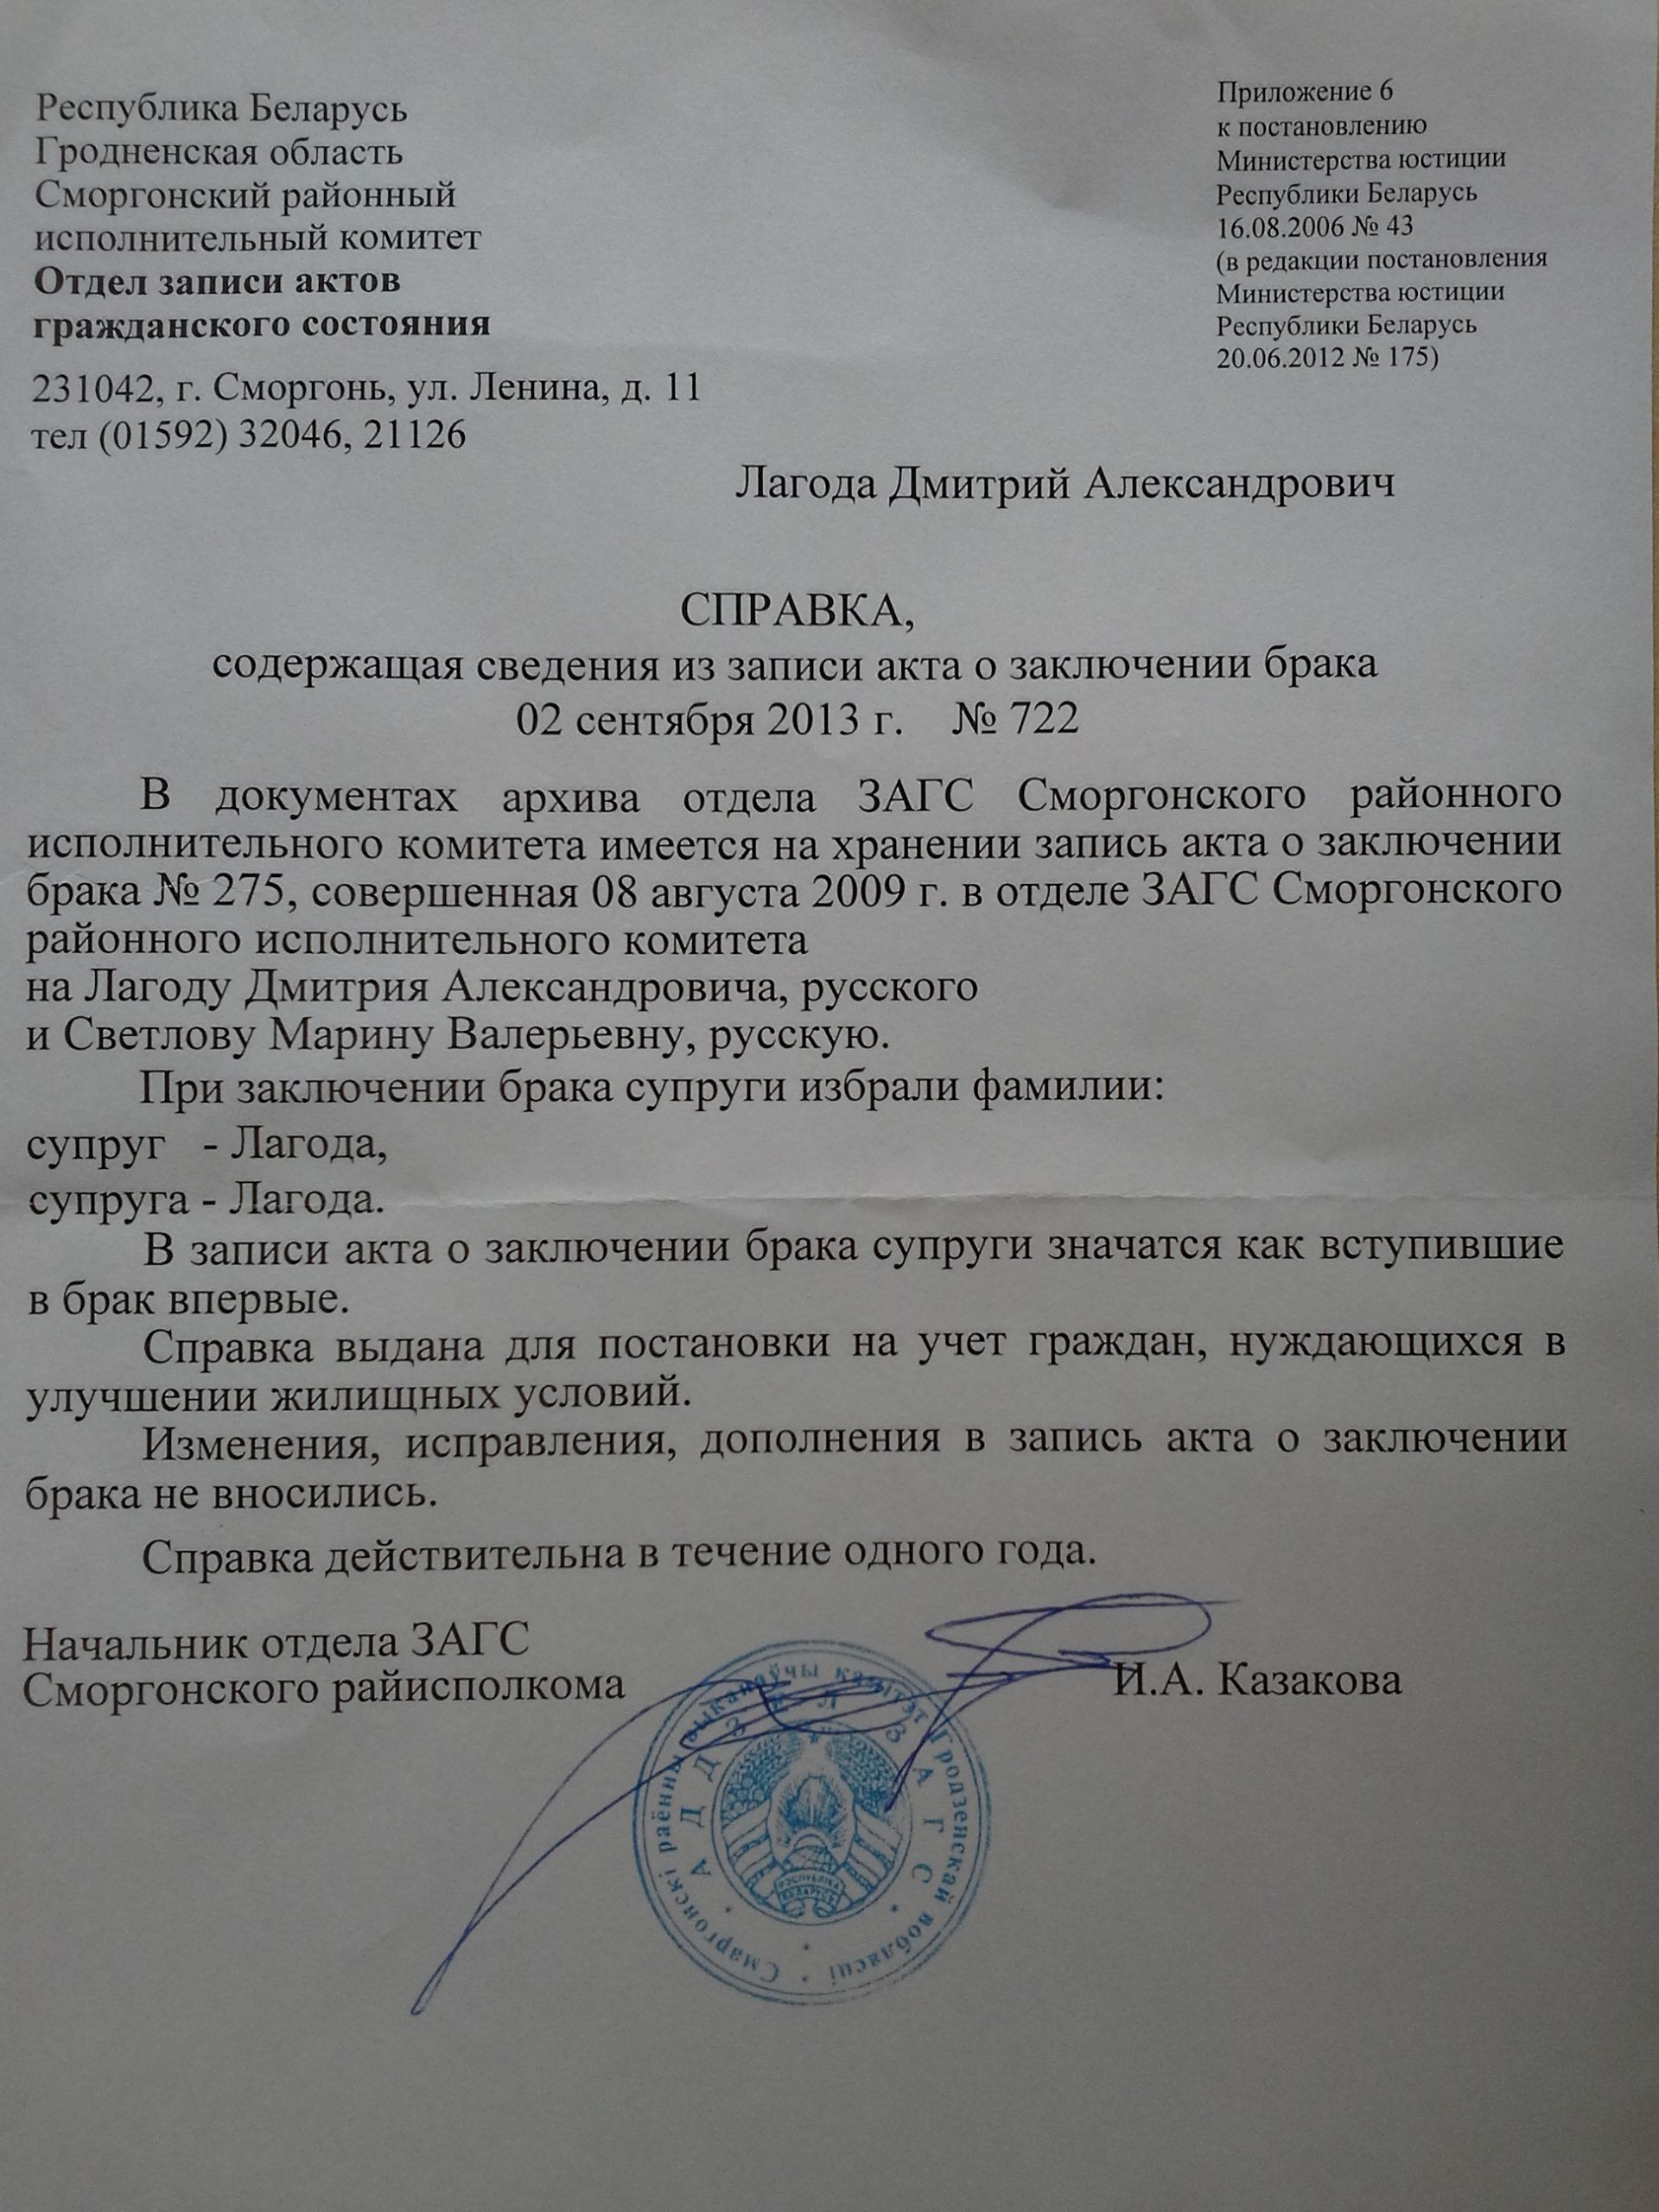 Республика Беларусь
Гродненская область
Сморгонский районный
исполнительный комитет
Отдел записи актов
гражданского состояния
231042, г. Сморгонь, ул. Ленина, д. 11
тел (01592) 32046, 21126
Приложение 6
к постановлению
Министерства юстиции
Республики Беларусь
16.08.2006 № 43
(в редакции постановления
Министерства юстиции
Республики Беларусь
20.06.2012 № 175)
Лагода Дмитрий Александрович
СПРАВКА,
содержащая сведения из записи акта о заключении брака
02 сентября 2013 г. № 722
В документах архива отдела ЗАГС Сморгонского районного
исполнительного комитета имеется на хранении запись акта о заключении
брака № 275, совершенная 08 августа 2009 г. в отделе ЗАГС Сморгонского
районного исполнительного комитета
на Лагоду Дмитрия Александровича, русского
и Светлову Марину Валерьевну, русскую.
При заключении брака супруги избрали фамилии:
супруг - Лагода,
супруга - Лагода.
В записи акта о заключении брака супруги значатся как вступившие
в брак впервые.
Справка выдана для постановки на учет граждан, нуждающихся в
улучшении жилищных условий.
Изменения, исправления, дополнения в запись акта о заключении
брака не вносились.
Справка действительна в течение одного года.
Начальник отдела ЗАГС
Сморгонского райисполкома
И.А. Казакова
Смаргонскі раённы выканаўчы камітэт Гродзенскай вобласці
АДДЗЕЛ ЗАГС
РЭСПУБЛІКА
БЕЛАРУСЬ